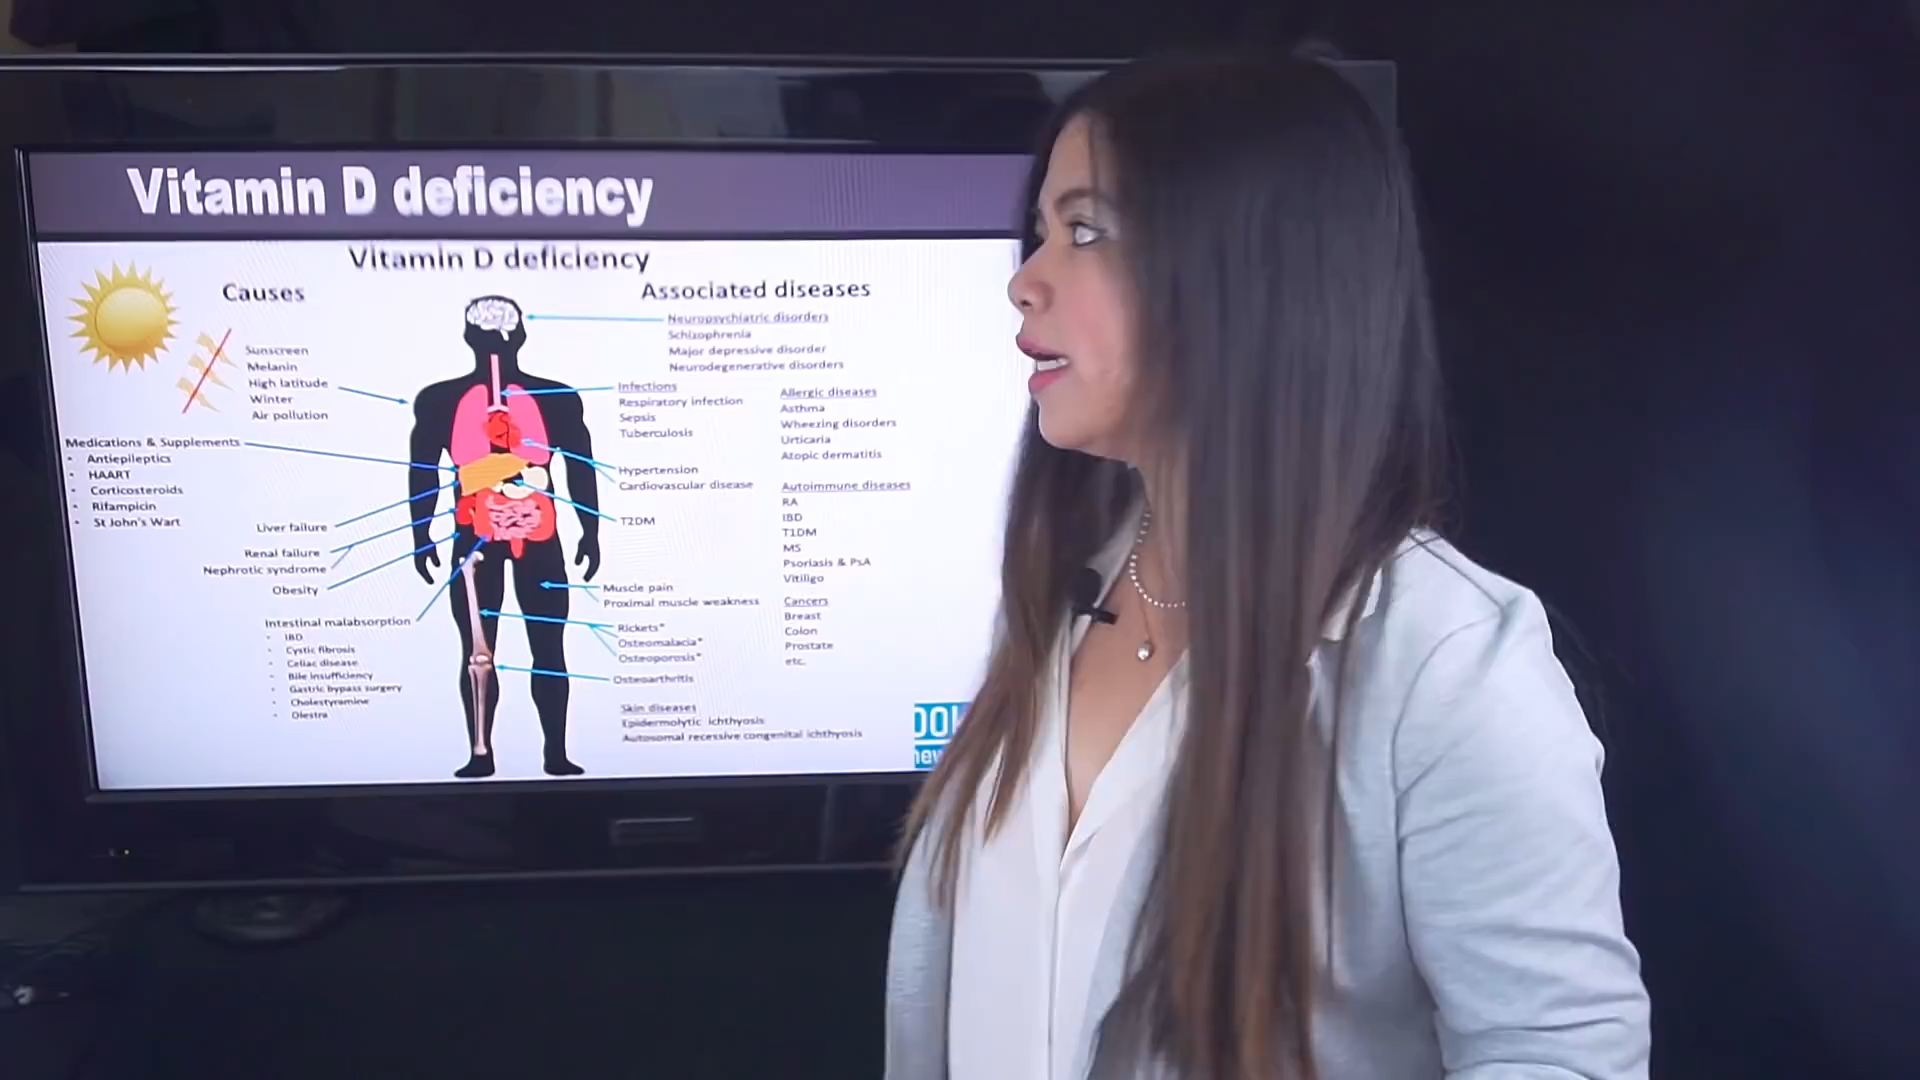 Vitamin D deficiency
Vitamin D deficiency
Causes
Sunscreen
Melanin
High latitude
Winter
Air pollution
Medications & Supplements
• Antiepileptics
• HAART
• Corticosteroids
• Rifampicin
• St John's Wart
Liver failure
Renal failure
Nephrotic syndrome
Obesity
Intestinal malabsorption
• IBD
• Cystic fibrosis
• Celiac disease
• Bile insufficiency
• Gastric bypass surgery
• Cholestyramine
• Olestra
Associated diseases
Neuropsychiatric disorders
Schizophrenia
Major depressive disorder
Neurodegenerative disorders
Infections
Respiratory infection
Sepsis
Tuberculosis
Hypertension
Cardiovascular disease
T2DM
Muscle pain
Proximal muscle weakness
Rickets*
Osteomalacia*
Osteoporosis*
Osteoarthritis
Skin diseases
Epidermolytic ichthyosis
Autosomal recessive congenital ichthyosis
Allergic diseases
Asthma
Wheezing disorders
Urticaria
Atopic dermatitis
Autoimmune diseases
RA
IBD
T1DM
MS
Psoriasis & PsA
Vitiligo
Cancers
Breast
Colon
Prostate
etc.